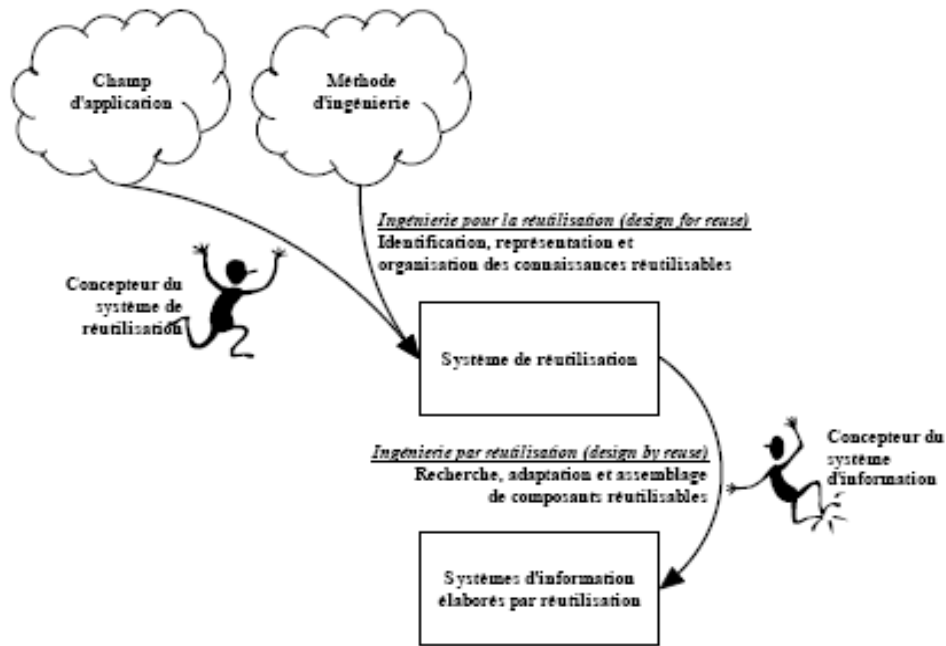 Champ
d'application
Méthode
d'ingénierie
Ingénierie pour la réutilisation (design for reuse)
Identification, représentation et
organisation des connaissances réutilisables
Concepteur du
système de
réutilisation
Système de réutilisation
Ingénierie par réutilisation (design by reuse)
Recherche, adaptation et assemblage
de composants réutilisables
Concepteur du
système
d'information
Systèmes d'information
élaborés par réutilisation